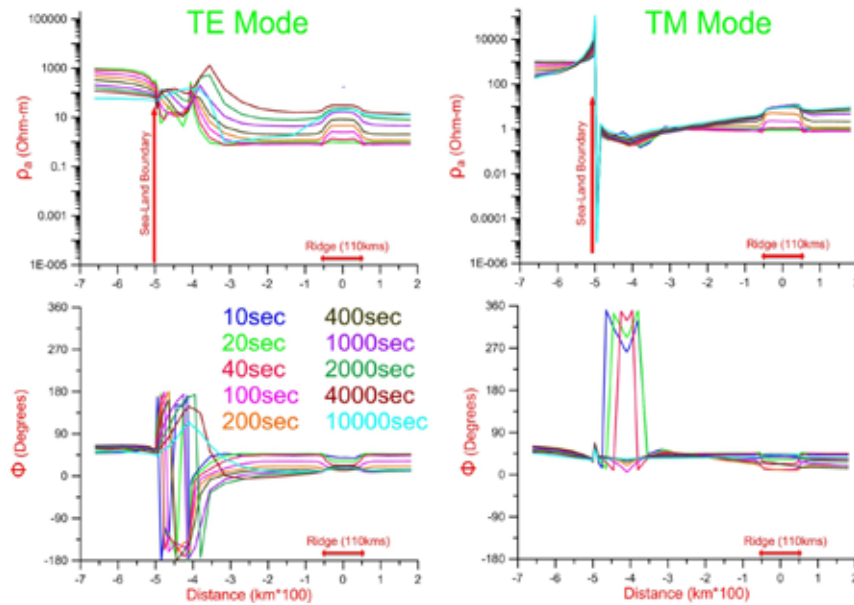 TE Mode
TM Mode
100000
1000
10
0.1
0.001
1E-005
ρa (Ohm-m)
Sea-Land Boundary
Ridge (110kms)
-7 -6 -5 -4 -3 -2 -1 0 1 2
10000
100
1
0.01
0.0001
1E-006
ρa (Ohm-m)
Sea-Land Boundary
Ridge (110kms)
-7 -6 -5 -4 -3 -2 -1 0 1 2
360
270
180
90
0
-90
-180
Φ (Degrees)
10sec 400sec
20sec 1000sec
40sec 2000sec
100sec 4000sec
200sec 10000sec
Ridge (110kms)
-7 -6 -5 -4 -3 -2 -1 0 1 2
Distance (km*100)
360
270
180
90
0
-90
-180
Φ (Degrees)
Ridge (110kms)
-7 -6 -5 -4 -3 -2 -1 0 1 2
Distance (km*100)